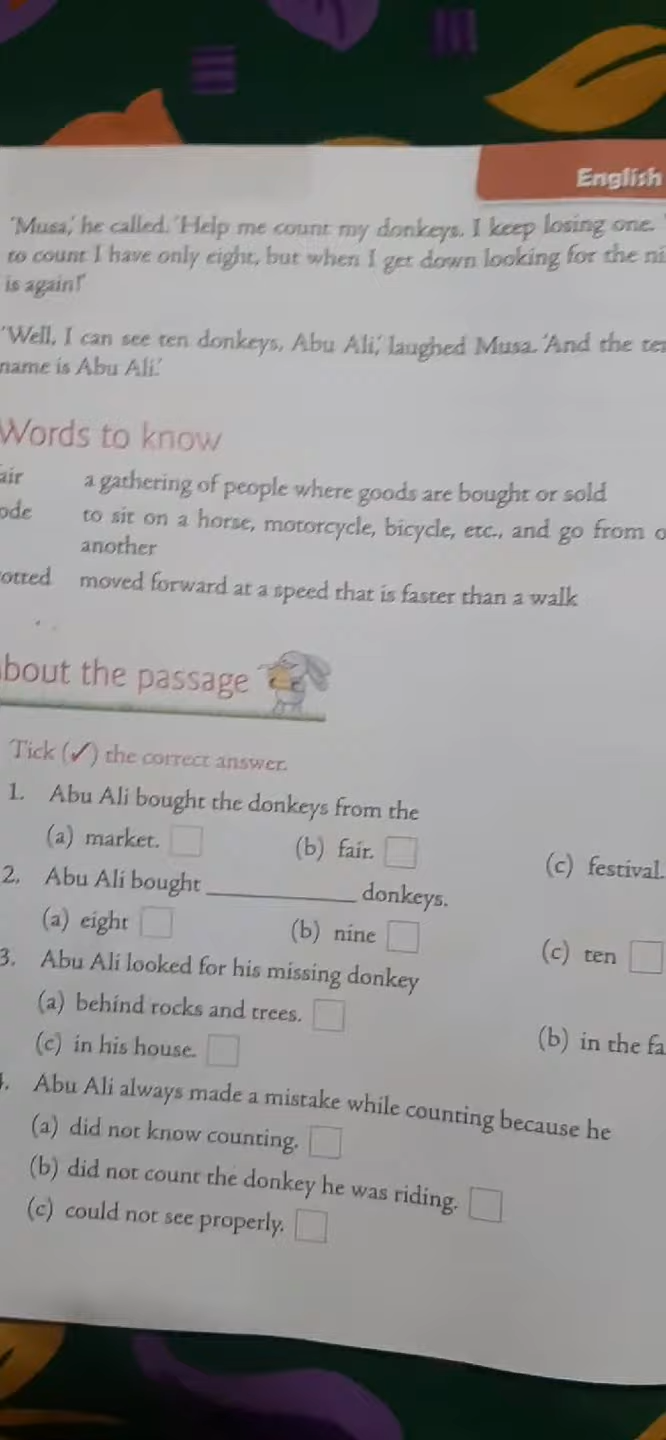 English
'Musa,' he called. 'Help me count my donkeys. I keep losing one.
to count I have only eight, but when I get down looking for the
is again!'
'Well, I can see ten donkeys, Abu Ali,' laughed Musa. 'And the
name is Abu Ali.'
Words to know
air a gathering of people where goods are bought or sold
ode to sit on a horse, motorcycle, bicycle, etc., and go from
another
otted moved forward at a speed that is faster than a walk
bout the passage
Tick (✓) the correct answer.
1. Abu Ali bought the donkeys from the
(a) market. (b) fair. (c) festival.
2. Abu Ali bought ____________ donkeys.
(a) eight (b) nine (c) ten
3. Abu Ali looked for his missing donkey
(a) behind rocks and trees. (b) in the fa
(c) in his house.
. Abu Ali always made a mistake while counting because he
(a) did not know counting.
(b) did not count the donkey he was riding.
(c) could not see properly.